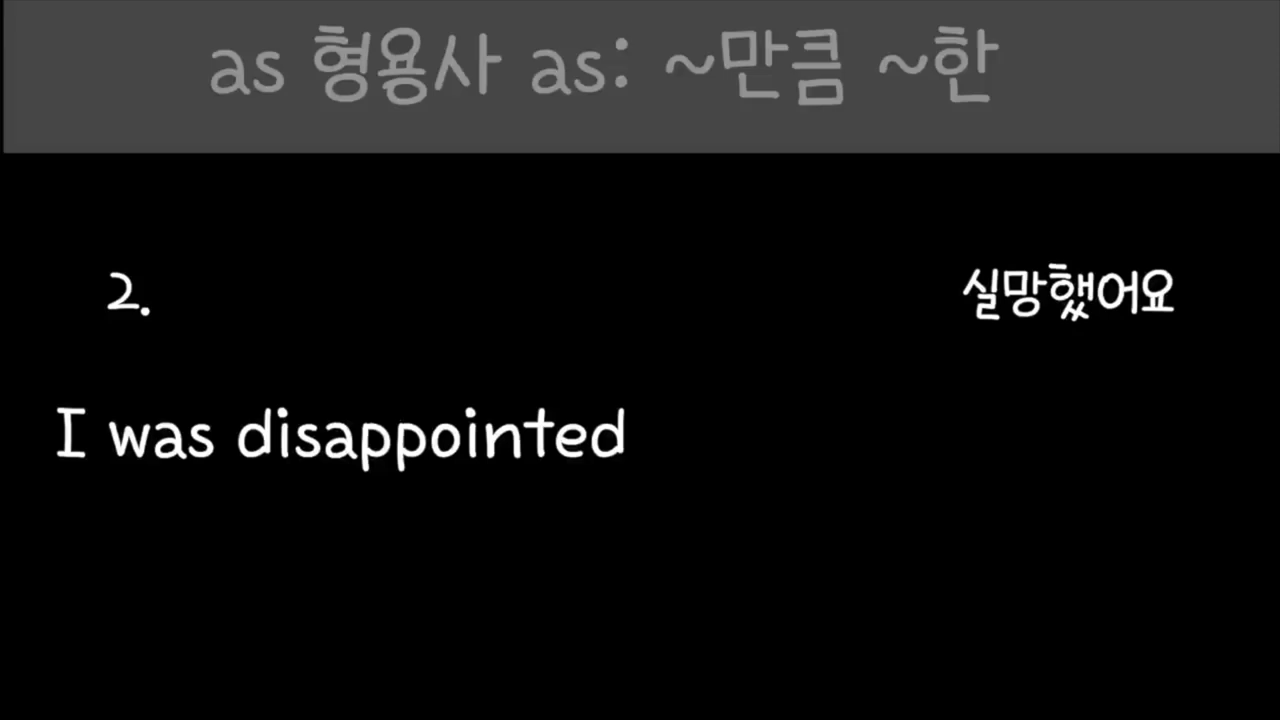 as 형용사 as: ~만큼 ~한
2. 실망했어요
I was disappointed